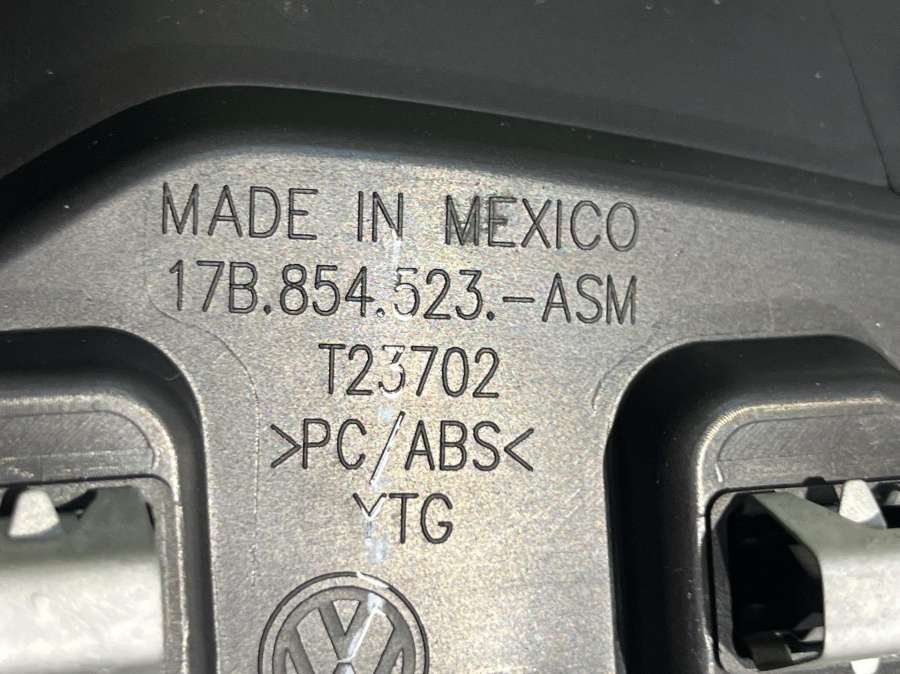 MADE IN MEXICO
17B.854.523.-ASM
T23702
>PC/ABS<
YTG